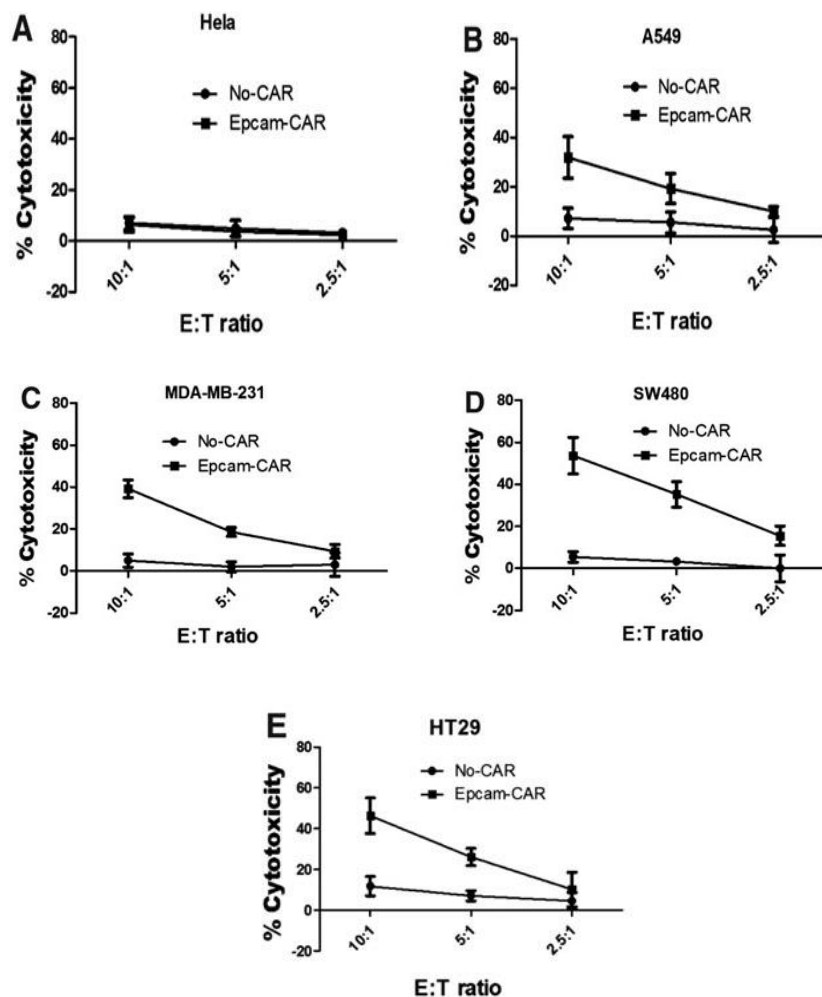 A
Hela
% Cytotoxicity
80
60
40
20
0
-20
No-CAR
Epcam-CAR
10:1
5:1
2.5:1
E:T ratio
B
A549
% Cytotoxicity
80
60
40
20
0
-20
No-CAR
Epcam-CAR
10:1
5:1
2.5:1
E:T ratio
C
MDA-MB-231
% Cytotoxicity
80
60
40
20
0
-20
No-CAR
Epcam-CAR
10:1
5:1
2.5:1
E:T ratio
D
SW480
% Cytotoxicity
80
60
40
20
0
-20
No-CAR
Epcam-CAR
10:1
5:1
2.5:1
E:T ratio
E
HT29
% Cytotoxicity
80
60
40
20
0
-20
No-CAR
Epcam-CAR
10:1
5:1
2.5:1
E:T ratio